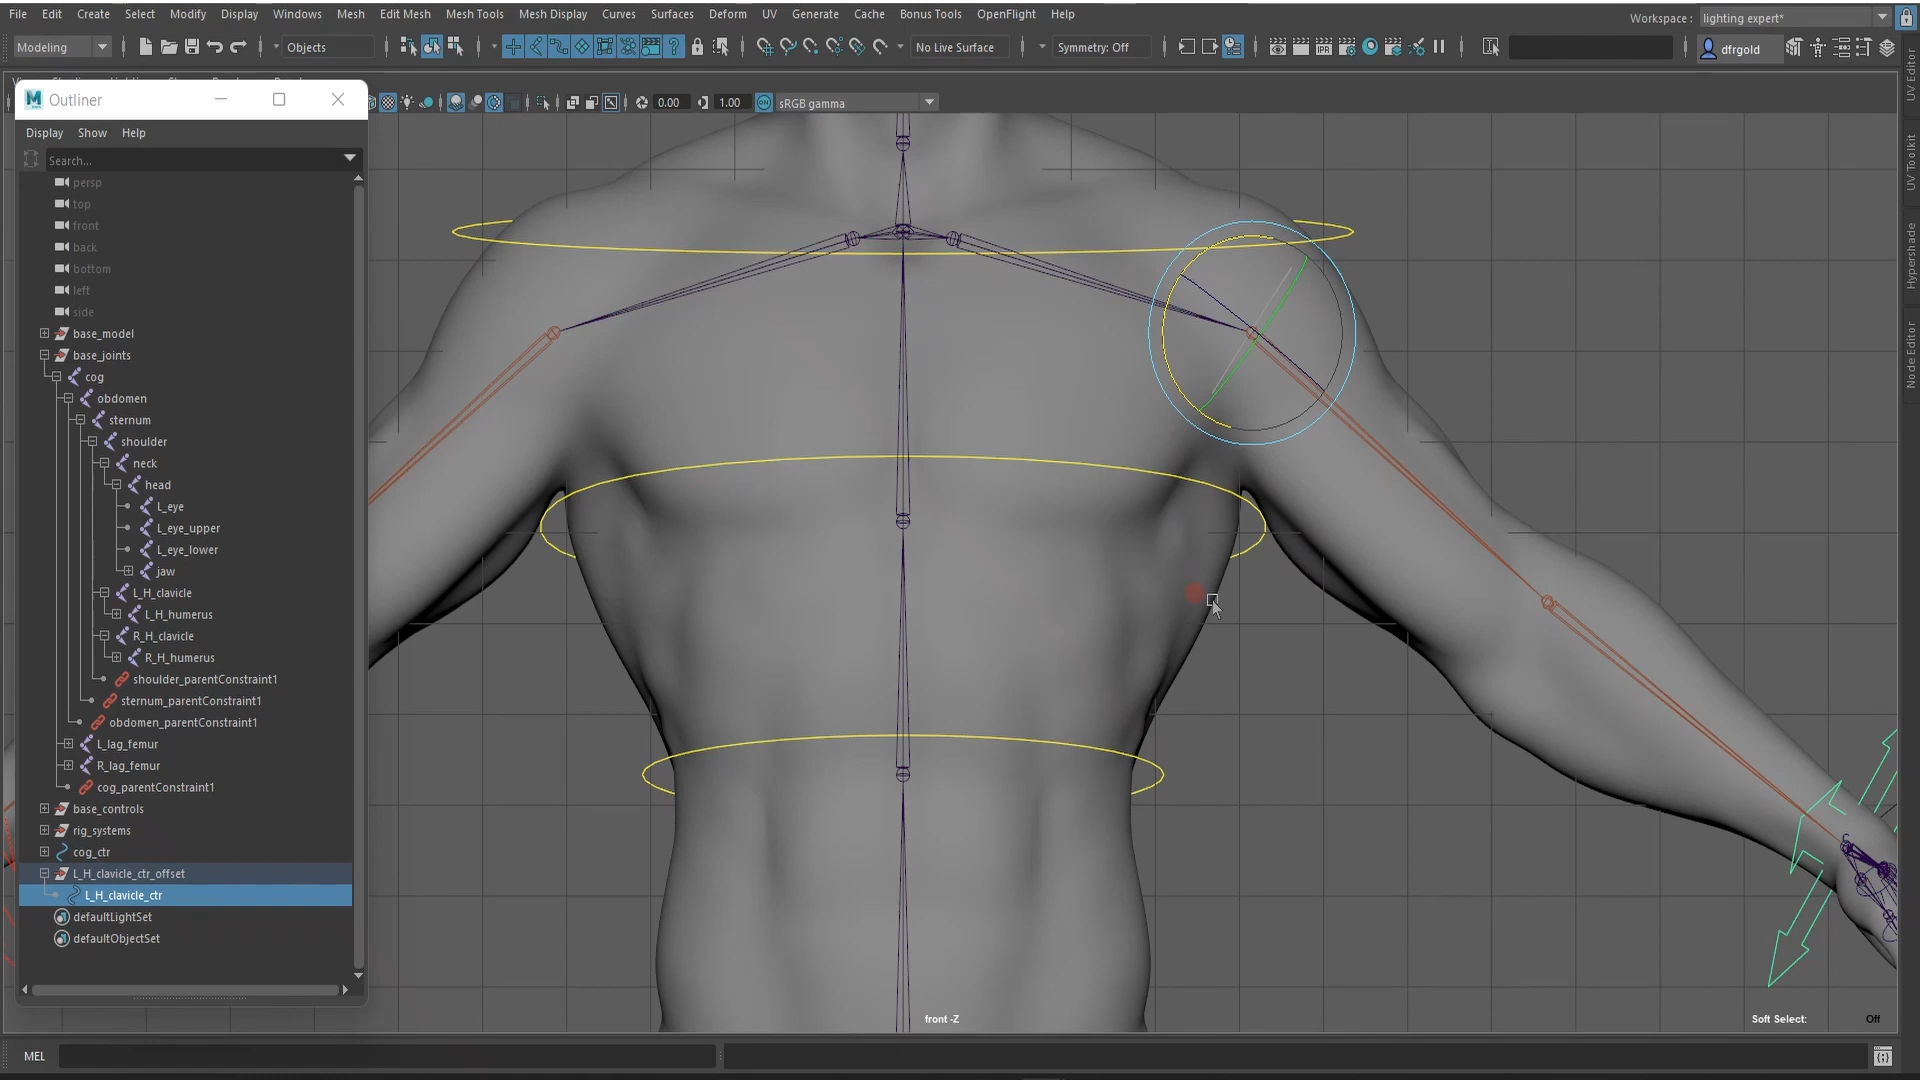 File Edit Create Select Modify Display Windows Mesh Edit Mesh Mesh Tools Mesh Display Curves Surfaces Deform UV Generate Cache Bonus Tools OpenFlight Help
Workspace : lighting expert*
Modeling Objects No Live Surface Symmetry: Off dfrgold
Outliner
0.00 1.00 sRGB gamma
Display Show Help
Search...
persp
top
front
back
bottom
left
side
base_model
base_joints
cog
obdomen
sternum
shoulder
neck
head
L_eye
L_eye_upper
L_eye_lower
jaw
L_H_clavicle
L_H_humerus
R_H_clavicle
R_H_humerus
shoulder_parentConstraint1
sternum_parentConstraint1
obdomen_parentConstraint1
L_lag_femur
R_lag_femur
cog_parentConstraint1
base_controls
rig_systems
cog_ctr
L_H_clavicle_ctr_offset
L_H_clavicle_ctr
defaultLightSet
defaultObjectSet
front -Z
Soft Select: Off
MEL
UV Editor
UV Toolkit
Hypershade
Node Editor